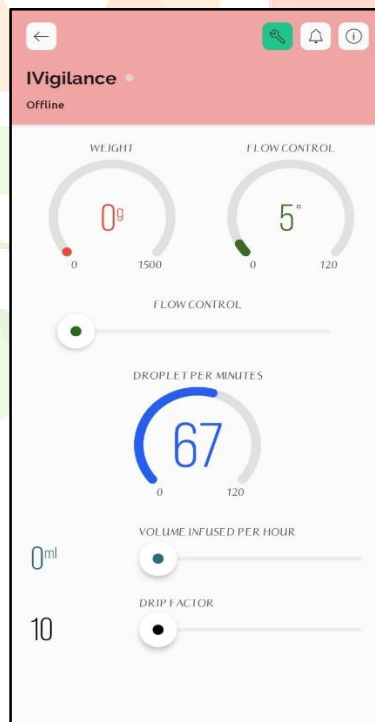 IVigilance
Offline
WEIGHT
FLOW CONTROL
0g
5°
0 1500
0 120
FLOW CONTROL
DROPLET PER MINUTES
67
0 120
VOLUME INFUSED PER HOUR
0ml
DRIP FACTOR
10